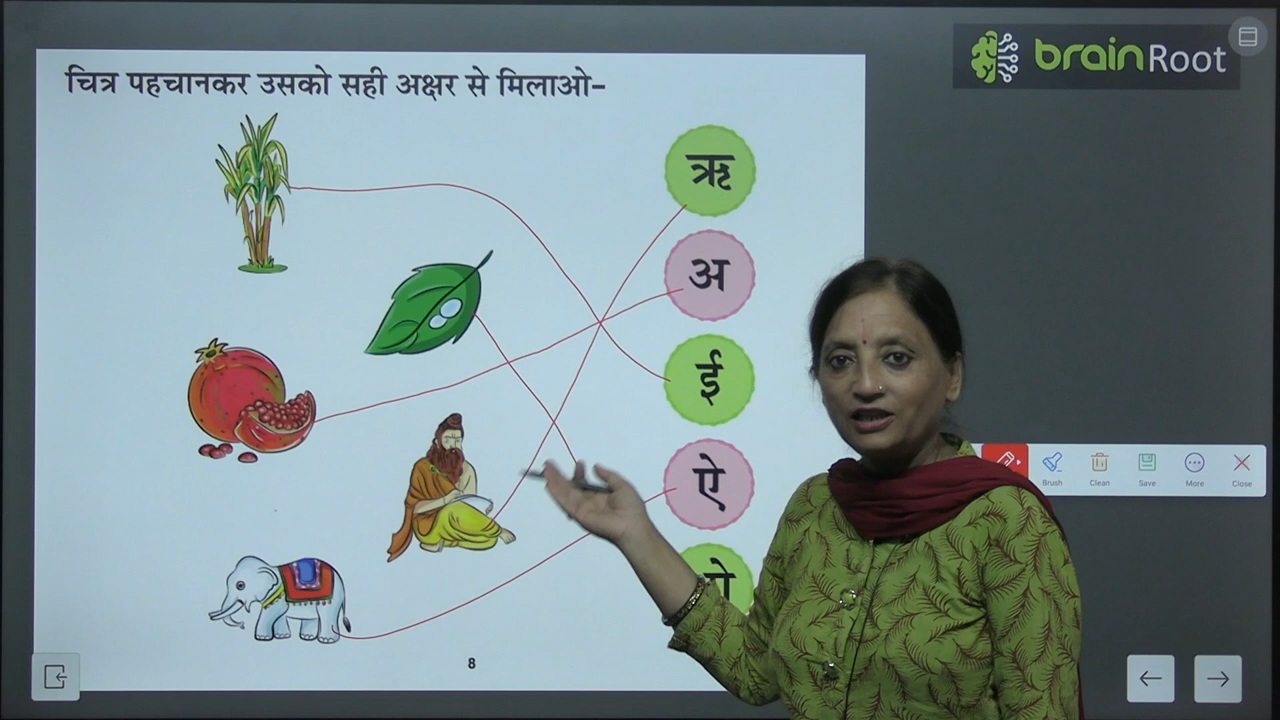 brainRoot
चित्र पहचानकर उसको सही अक्षर से मिलाओ-
ऋ
अ
ई
ऐ
8
Brush
Clean
Save
More
Close